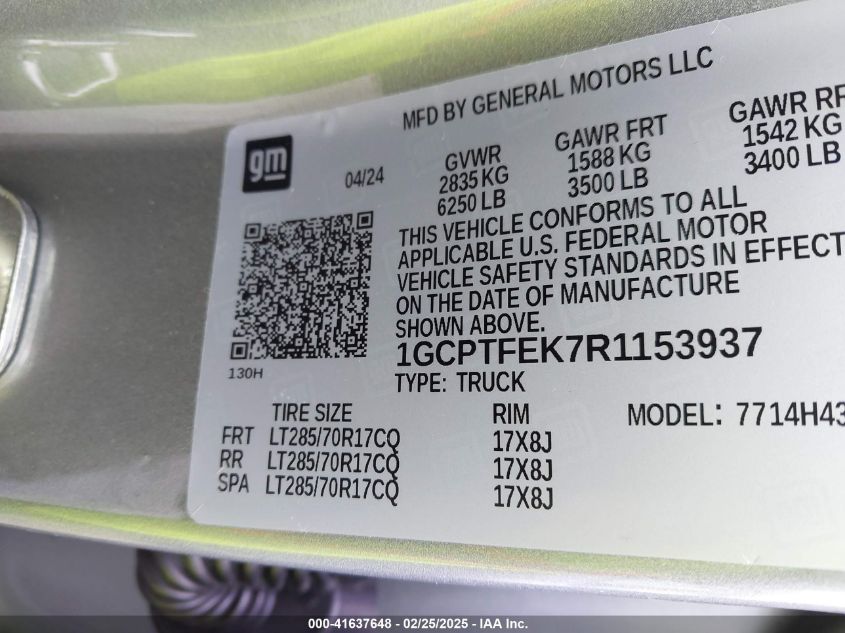 MFD BY GENERAL MOTORS LLC
gm
04/24
GVWR
2835 KG
6250 LB
GAWR FRT
1588 KG
3500 LB
GAWR RF
1542 KG
3400 LB
THIS VEHICLE CONFORMS TO ALL
APPLICABLE U.S. FEDERAL MOTOR
VEHICLE SAFETY STANDARDS IN EFFECT
ON THE DATE OF MANUFACTURE
SHOWN ABOVE.
130H
1GCPTFEK7R1153937
TYPE: TRUCK
TIRE SIZE RIM MODEL: 7714H43
FRT LT285/70R17CQ 17X8J
RR LT285/70R17CQ 17X8J
SPA LT285/70R17CQ 17X8J
000-41637648 - 02/25/2025 - IAA Inc.